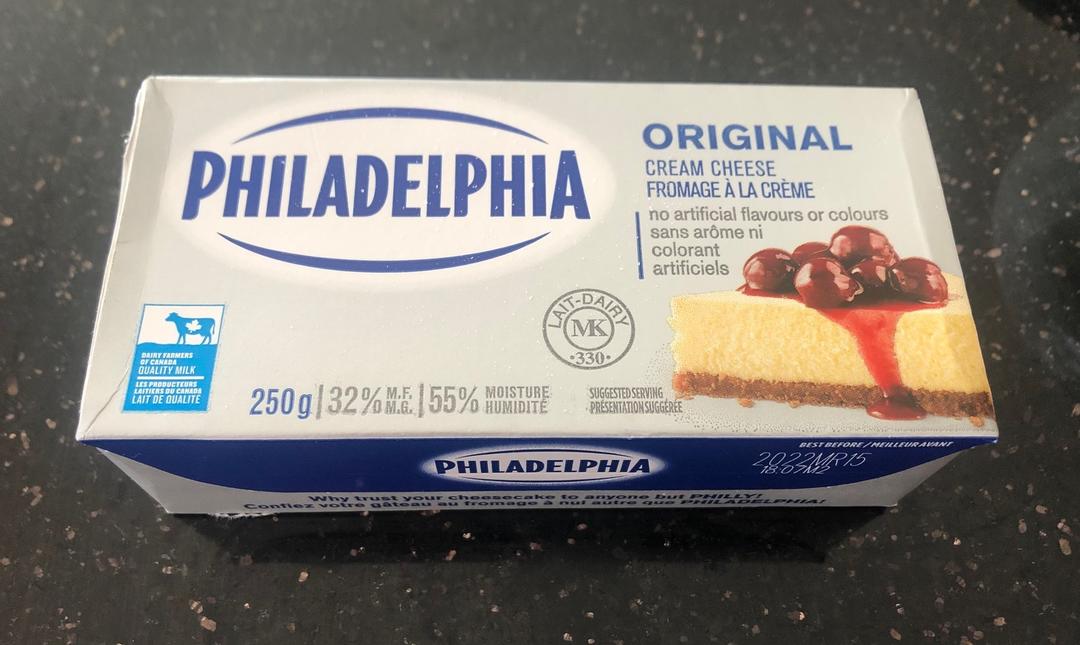 PHILADELPHIA
ORIGINAL
CREAM CHEESE
FROMAGE À LA CRÈME
no artificial flavours or colours
sans arôme ni
colorant
artificiels
LAIT-DAIRY
MK
·330·
DAIRY FARMERS
OF CANADA
QUALITY MILK
LES PRODUCTEURS
LAITIERS DU CANADA
LAIT DE QUALITÉ
250g | 32% M.F. M.G. | 55% MOISTURE HUMIDITÉ
SUGGESTED SERVING
PRÉSENTATION SUGGÉRÉE
BEST BEFORE / MEILLEUR AVANT
2022MR15
18:07M2
PHILADELPHIA
Why trust your cheesecake to anyone but PHILLY!
Confiez votre gâteau au fromage à nul autre que PHILADELPHIA!